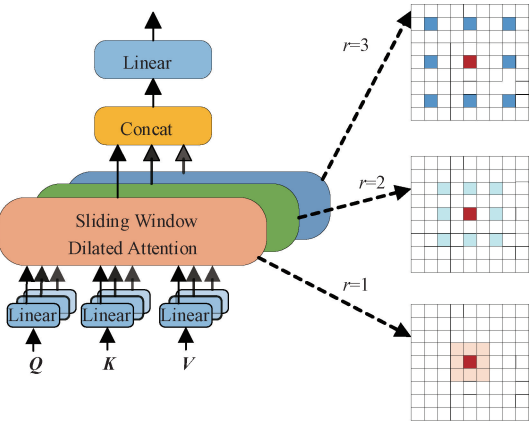 r=3
Linear
Concat
r=2
Sliding Window
Dilated Attention
r=1
Linear Linear Linear
Q K V